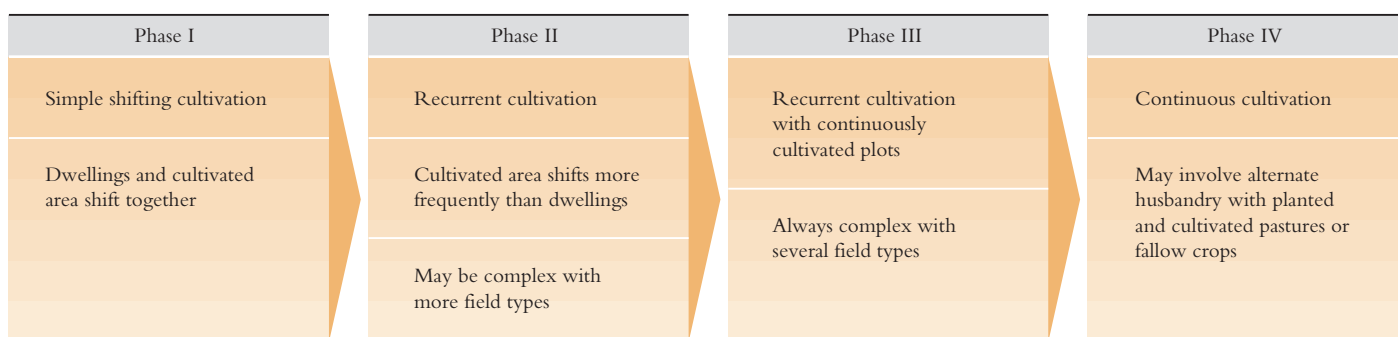 Phase I
Simple shifting cultivation
Dwellings and cultivated
area shift together
Phase II
Recurrent cultivation
Cultivated area shifts more
frequently than dwellings
May be complex with
more field types
Phase III
Recurrent cultivation
with continuously
cultivated plots
Always complex with
several field types
Phase IV
Continuous cultivation
May involve alternate
husbandry with planted
and cultivated pastures or
fallow crops